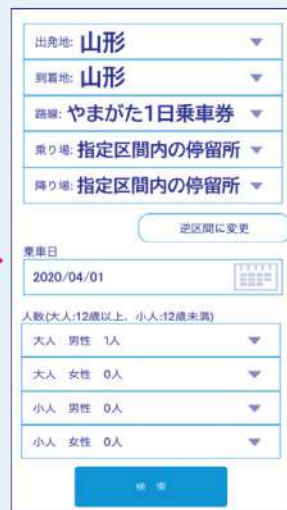 出発地: 山形
到着地: 山形
路線: やまがた1日乗車券
乗り場: 指定区間内の停留所
降り場: 指定区間内の停留所
逆区間に変更
乗車日
2020/04/01
人数(大人:12歳以上、小人:12歳未満)
大人 男性 1人
大人 女性 0人
小人 男性 0人
小人 女性 0人
検 索